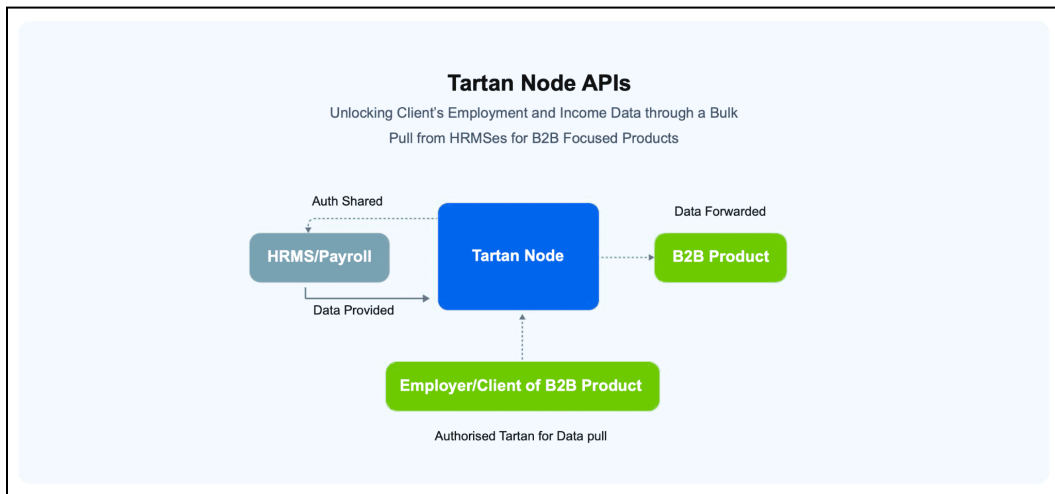 Tartan Node APIs
Unlocking Client's Employment and Income Data through a Bulk
Pull from HRMSes for B2B Focused Products
Auth Shared
Data Forwarded
HRMS/Payroll
Tartan Node
B2B Product
Data Provided
Employer/Client of B2B Product
Authorised Tartan for Data pull